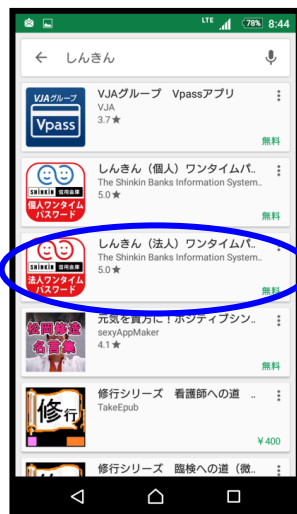 LTE 78% 8:44
しんきん
VJAグループ Vpass
VJAグループ Vpassアプリ
VJA
3.7★
無料
SHINKIN 信用金庫
個人ワンタイム
パスワード
しんきん（個人）ワンタイムパ..
The Shinkin Banks Information System..
5.0★
無料
SHINKIN 信用金庫
法人ワンタイム
パスワード
しんきん（法人）ワンタイムパ..
The Shinkin Banks Information System..
5.0★
無料
松岡修造
名言集
元気を貴方に！ポジティブシン..
sexyAppMaker
4.1★
無料
修行
修行シリーズ 看護師への道 ..
TakeEpub
¥400
修行シリーズ 臨検への道（微..